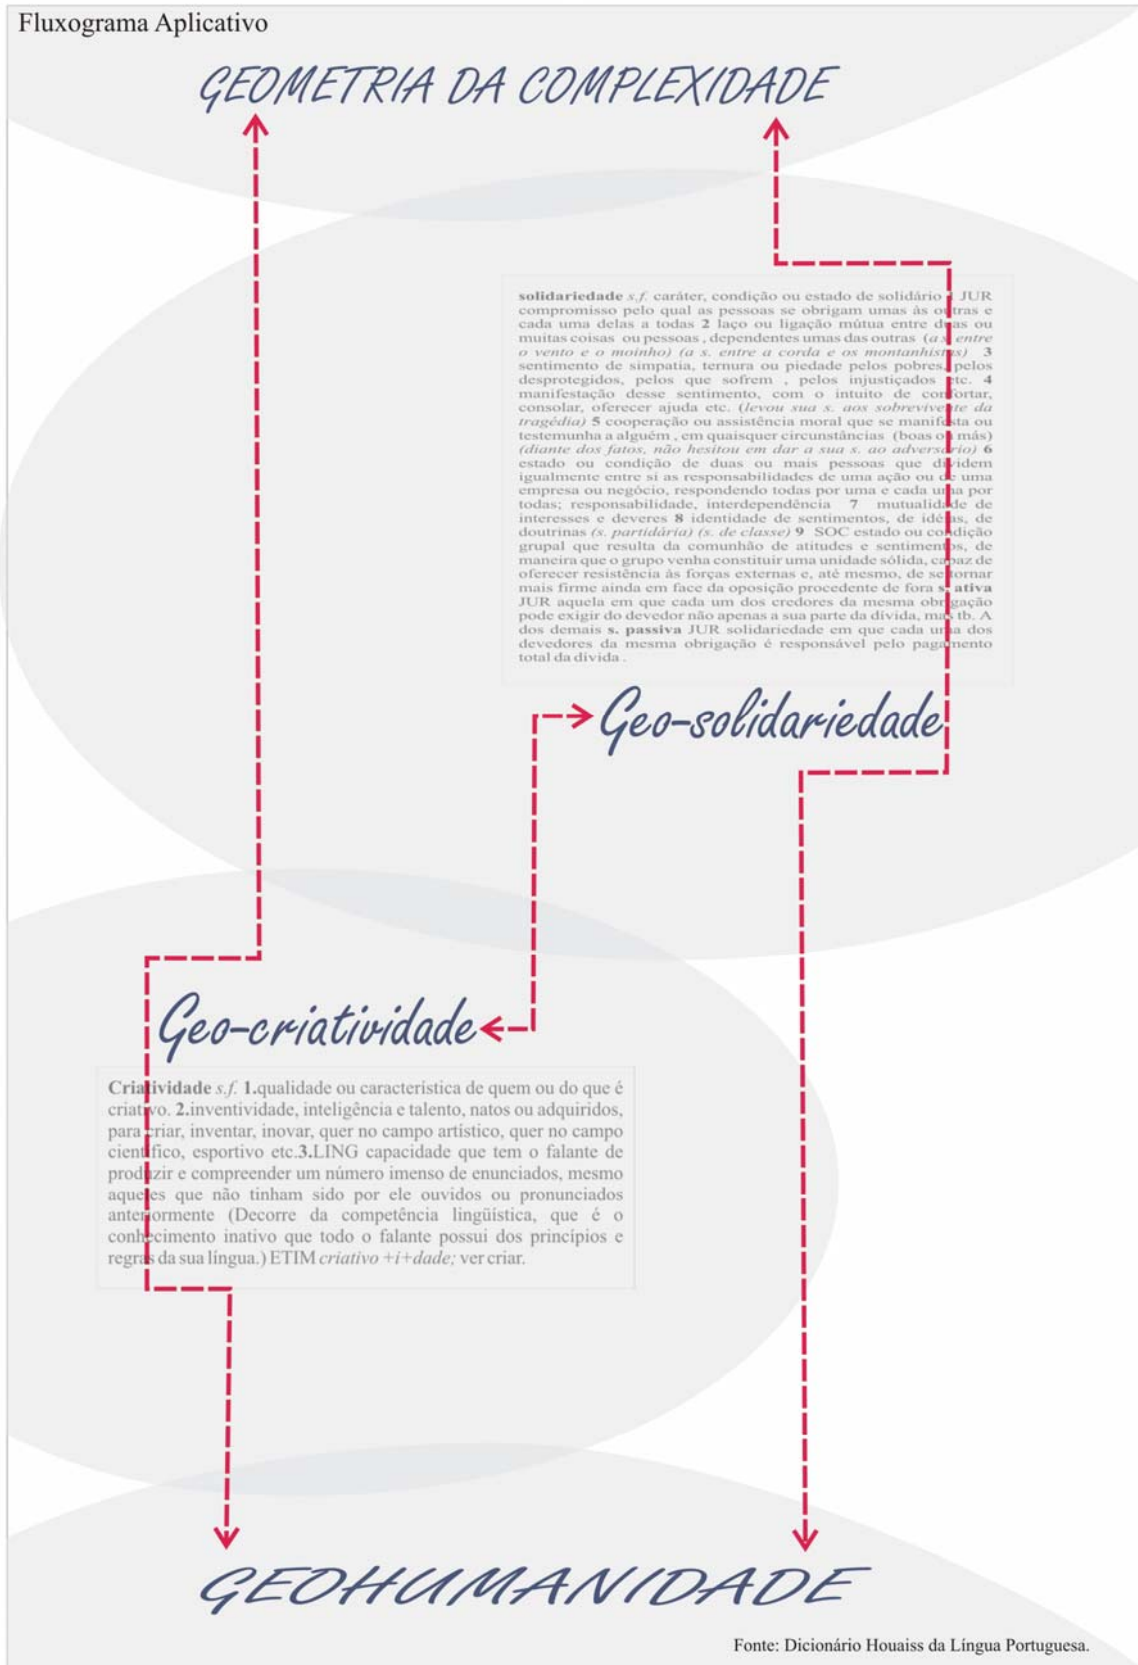 Fluxograma Aplicativo
GEOMETRIA DA COMPLEXIDADE
solidariedade s.f. caráter, condição ou estado de solidário 1 JUR
compromisso pelo qual as pessoas se obrigam umas às outras e
cada uma delas a todas 2 laço ou ligação mútua entre duas ou
muitas coisas ou pessoas , dependentes umas das outras (a s. entre
o vento e o moinho) (a s. entre a corda e os montanhistas) 3
sentimento de simpatia, ternura ou piedade pelos pobres, pelos
desprotegidos, pelos que sofrem , pelos injustiçados etc. 4
manifestação desse sentimento, com o intuito de confortar,
consolar, oferecer ajuda etc. (levou sua s. aos sobrevivente da
tragédia) 5 cooperação ou assistência moral que se manifesta ou
testemunha a alguém , em quaisquer circunstâncias (boas ou más)
(diante dos fatos, não hesitou em dar a sua s. ao adversário) 6
estado ou condição de duas ou mais pessoas que dividem
igualmente entre si as responsabilidades de uma ação ou de uma
empresa ou negócio, respondendo todas por uma e cada uma por
todas; responsabilidade, interdependência 7 mutualidade de
interesses e deveres 8 identidade de sentimentos, de idéias, de
doutrinas (s. partidária) (s. de classe) 9 SOC estado ou condição
grupal que resulta da comunhão de atitudes e sentimentos, de
maneira que o grupo venha constituir uma unidade sólida, capaz de
oferecer resistência às forças externas e, até mesmo, de se tornar
mais firme ainda em face da oposição procedente de fora s. ativa
JUR aquela em que cada um dos credores da mesma obrigação
pode exigir do devedor não apenas a sua parte da dívida, mas tb. A
dos demais s. passiva JUR solidariedade em que cada uma dos
devedores da mesma obrigação é responsável pelo pagamento
total da dívida .
Geo-solidariedade
Geo-criatividade
Criatividade s.f. 1.qualidade ou característica de quem ou do que é
criativo. 2.inventividade, inteligência e talento, natos ou adquiridos,
para criar, inventar, inovar, quer no campo artístico, quer no campo
científico, esportivo etc.3.LING capacidade que tem o falante de
produzir e compreender um número imenso de enunciados, mesmo
aqueles que não tinham sido por ele ouvidos ou pronunciados
anteriormente (Decorre da competência lingüística, que é o
conhecimento inativo que todo o falante possui dos princípios e
regras da sua língua.) ETIM criativo +i+dade; ver criar.
GEOHUMANIDADE
Fonte: Dicionário Houaiss da Língua Portuguesa.